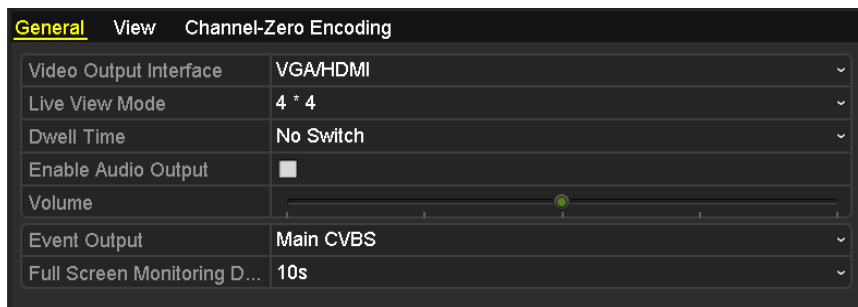 General View Channel-Zero Encoding
Video Output Interface VGA/HDMI
Live View Mode 4 * 4
Dwell Time No Switch
Enable Audio Output
Volume
Event Output Main CVBS
Full Screen Monitoring D... 10s